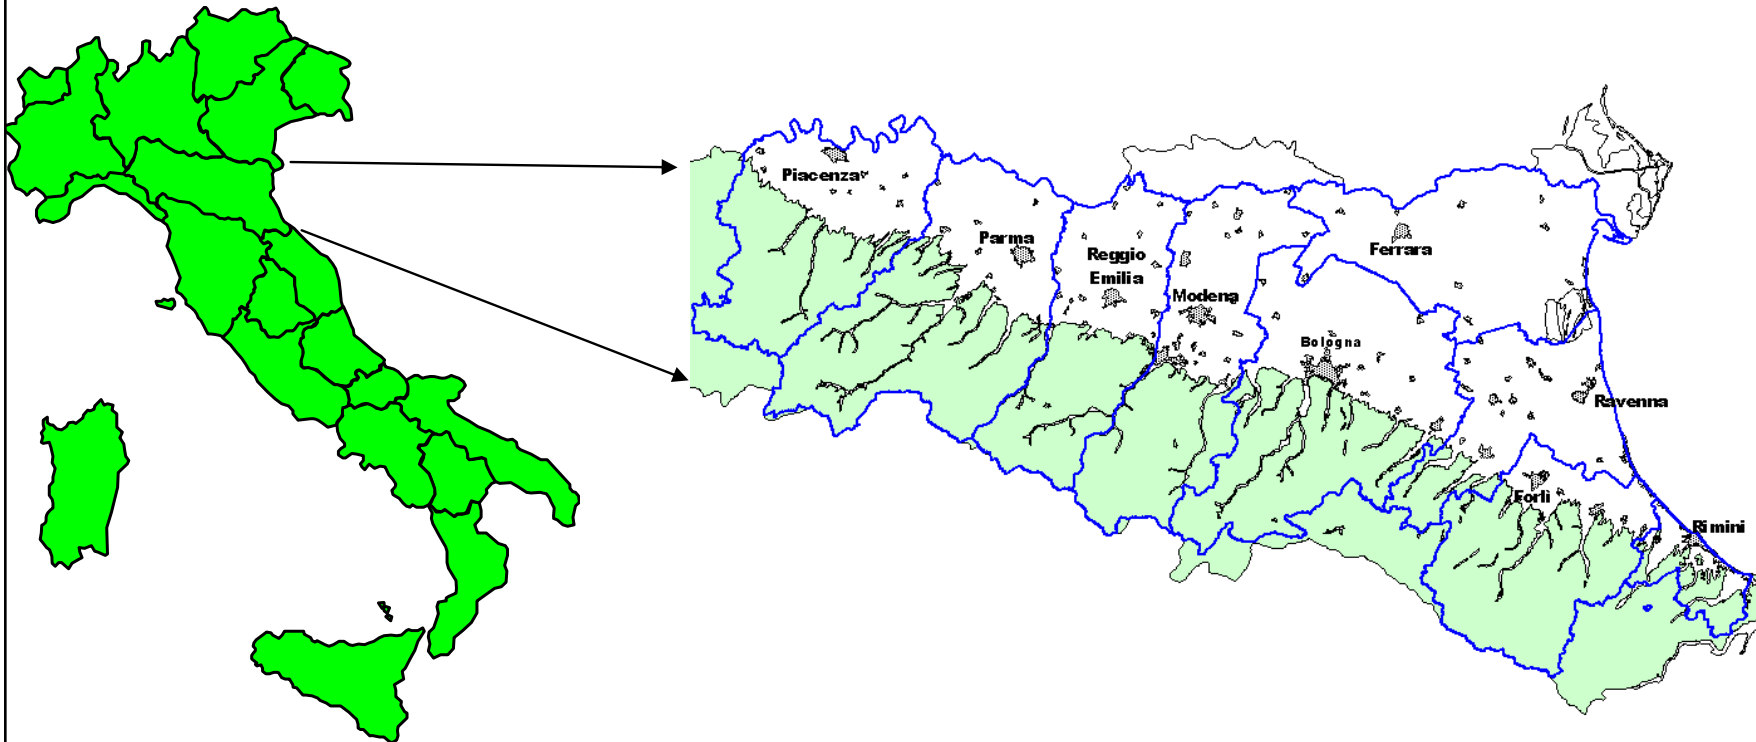 Piacenza
Parma
Reggio
Emilia
Modena
Ferrara
Bologna
Ravenna
Forlì
Rimini